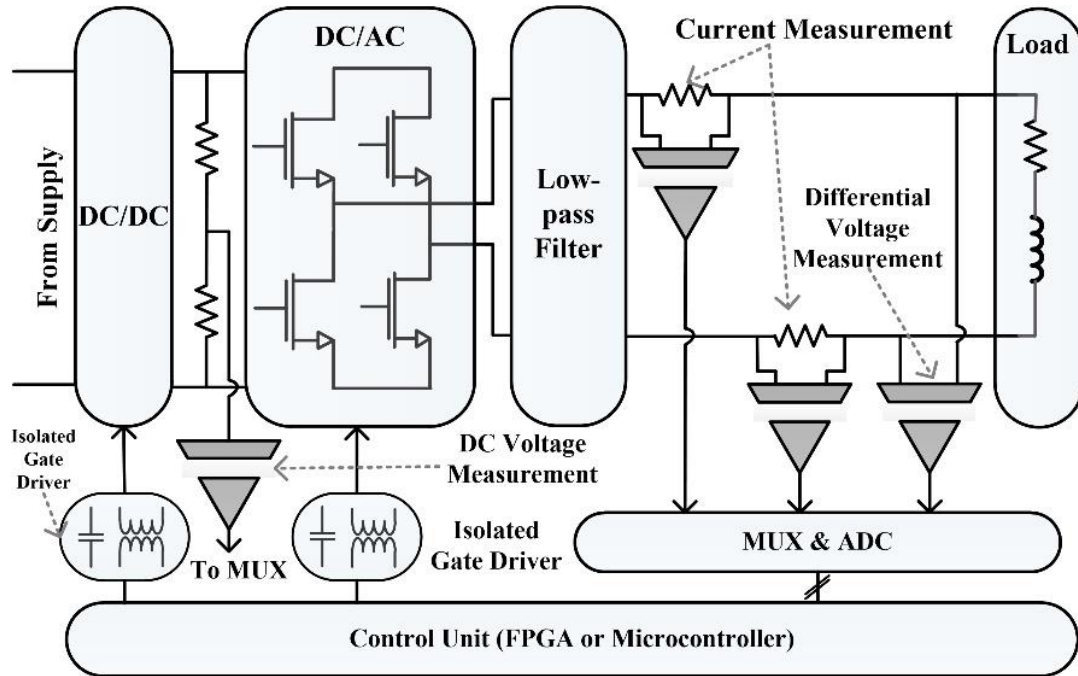 DC/AC
Current Measurement
Load
From Supply
DC/DC
Low-
pass
Filter
Differential
Voltage
Measurement
Isolated
Gate
Driver
DC Voltage
Measurement
To MUX
Isolated
Gate Driver
MUX & ADC
Control Unit (FPGA or Microcontroller)